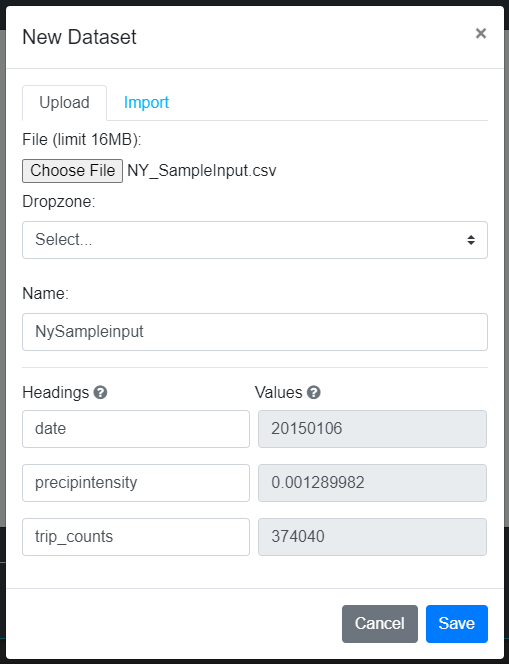 New Dataset ×
Upload Import
File (limit 16MB):
Choose File NY_SampleInput.csv
Dropzone:
Select...
Name:
NySampleinput
Headings ? Values ?
date 20150106
precipintensity 0.001289982
trip_counts 374040
Cancel Save